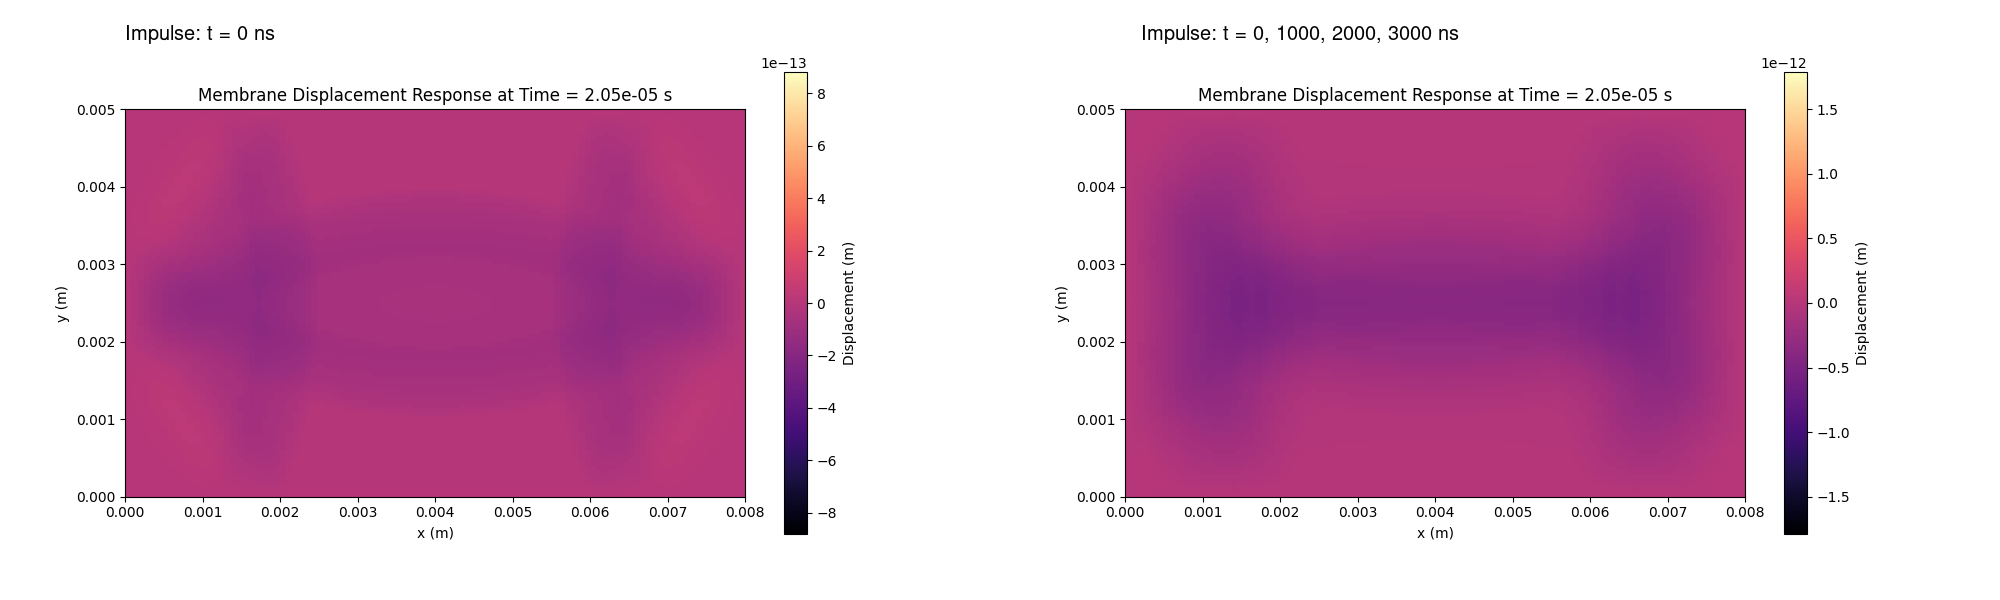 Impulse: t = 0 ns
1e−13
Membrane Displacement Response at Time = 2.05e-05 s
0.005
0.004
0.003
0.002
0.001
0.000
y (m)
0.000 0.001 0.002 0.003 0.004 0.005 0.006 0.007 0.008
x (m)
8
6
4
2
0
−2
−4
−6
−8
Displacement (m)
Impulse: t = 0, 1000, 2000, 3000 ns
1e−12
Membrane Displacement Response at Time = 2.05e-05 s
0.005
0.004
0.003
0.002
0.001
0.000
y (m)
0.000 0.001 0.002 0.003 0.004 0.005 0.006 0.007 0.008
x (m)
1.5
1.0
0.5
0.0
−0.5
−1.0
−1.5
Displacement (m)